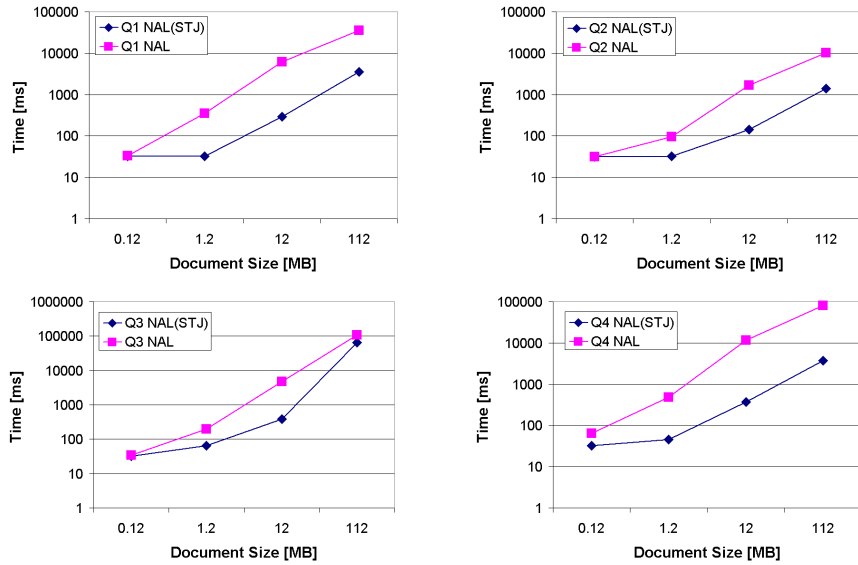 100000
10000
1000
100
10
1
Time [ms]
Q1 NAL(STJ)
Q1 NAL
0.12 1.2 12 112
Document Size [MB]
100000
10000
1000
100
10
1
Time [ms]
Q2 NAL(STJ)
Q2 NAL
0.12 1.2 12 112
Document Size [MB]
1000000
100000
10000
1000
100
10
1
Time [ms]
Q3 NAL(STJ)
Q3 NAL
0.12 1.2 12 112
Document Size [MB]
100000
10000
1000
100
10
1
Time [ms]
Q4 NAL(STJ)
Q4 NAL
0.12 1.2 12 112
Document Size [MB]